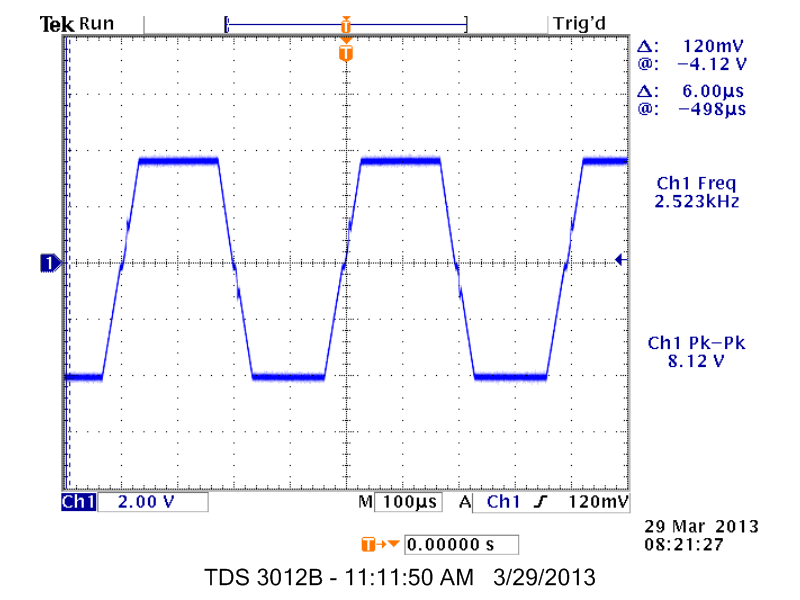 Tek Run Trig'd
T
T
Δ: 120mV
@: −4.12 V
Δ: 6.00µs
@: −498µs
Ch1 Freq
2.523kHz
1
Ch1 Pk−Pk
8.12 V
Ch1 2.00 V M 100µs A Ch1 120mV
T 0.00000 s
29 Mar 2013
08:21:27
TDS 3012B - 11:11:50 AM 3/29/2013